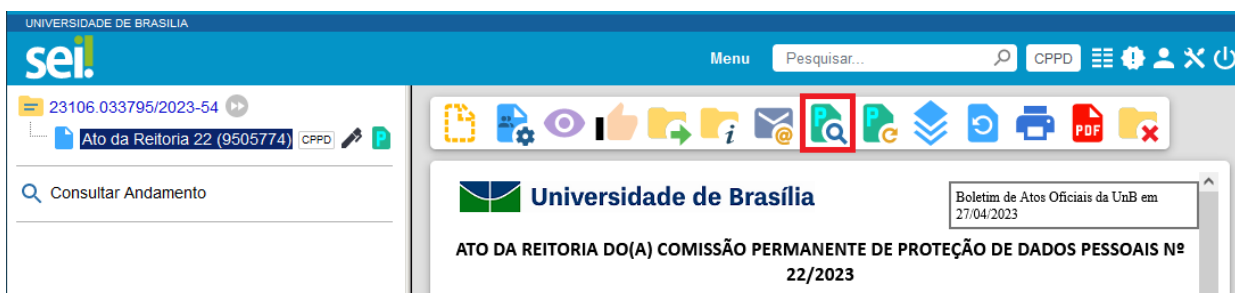 UNIVERSIDADE DE BRASILIA
sei!
Menu
Pesquisar...
CPPD
23106.033795/2023-54
Ato da Reitoria 22 (9505774) CPPD P
Consultar Andamento
i @ P P PDF
Universidade de Brasília
Boletim de Atos Oficiais da UnB em
27/04/2023
ATO DA REITORIA DO(A) COMISSÃO PERMANENTE DE PROTEÇÃO DE DADOS PESSOAIS Nº
22/2023